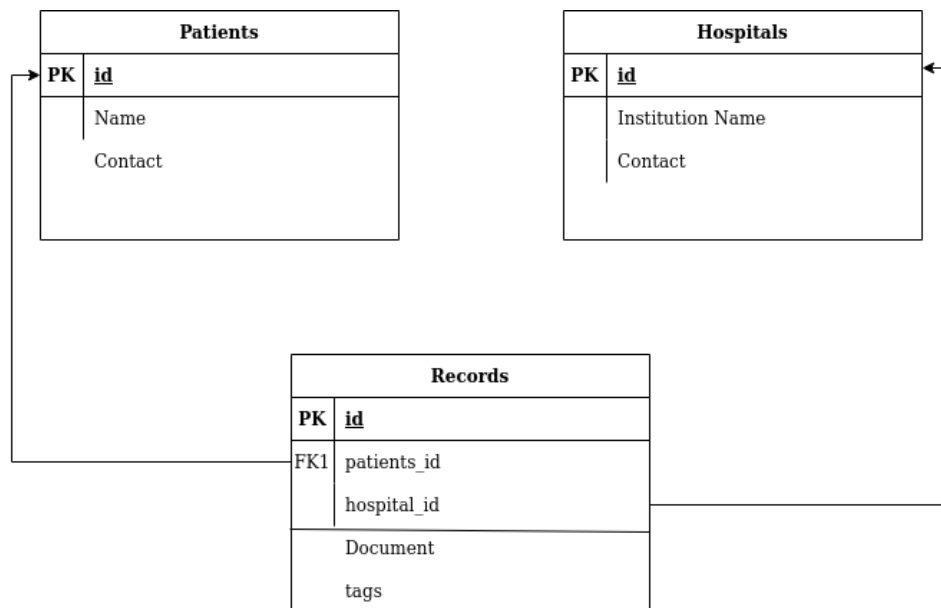 Patients
PK id
Name
Contact
Hospitals
PK id
Institution Name
Contact
Records
PK id
FK1 patients_id
hospital_id
Document
tags